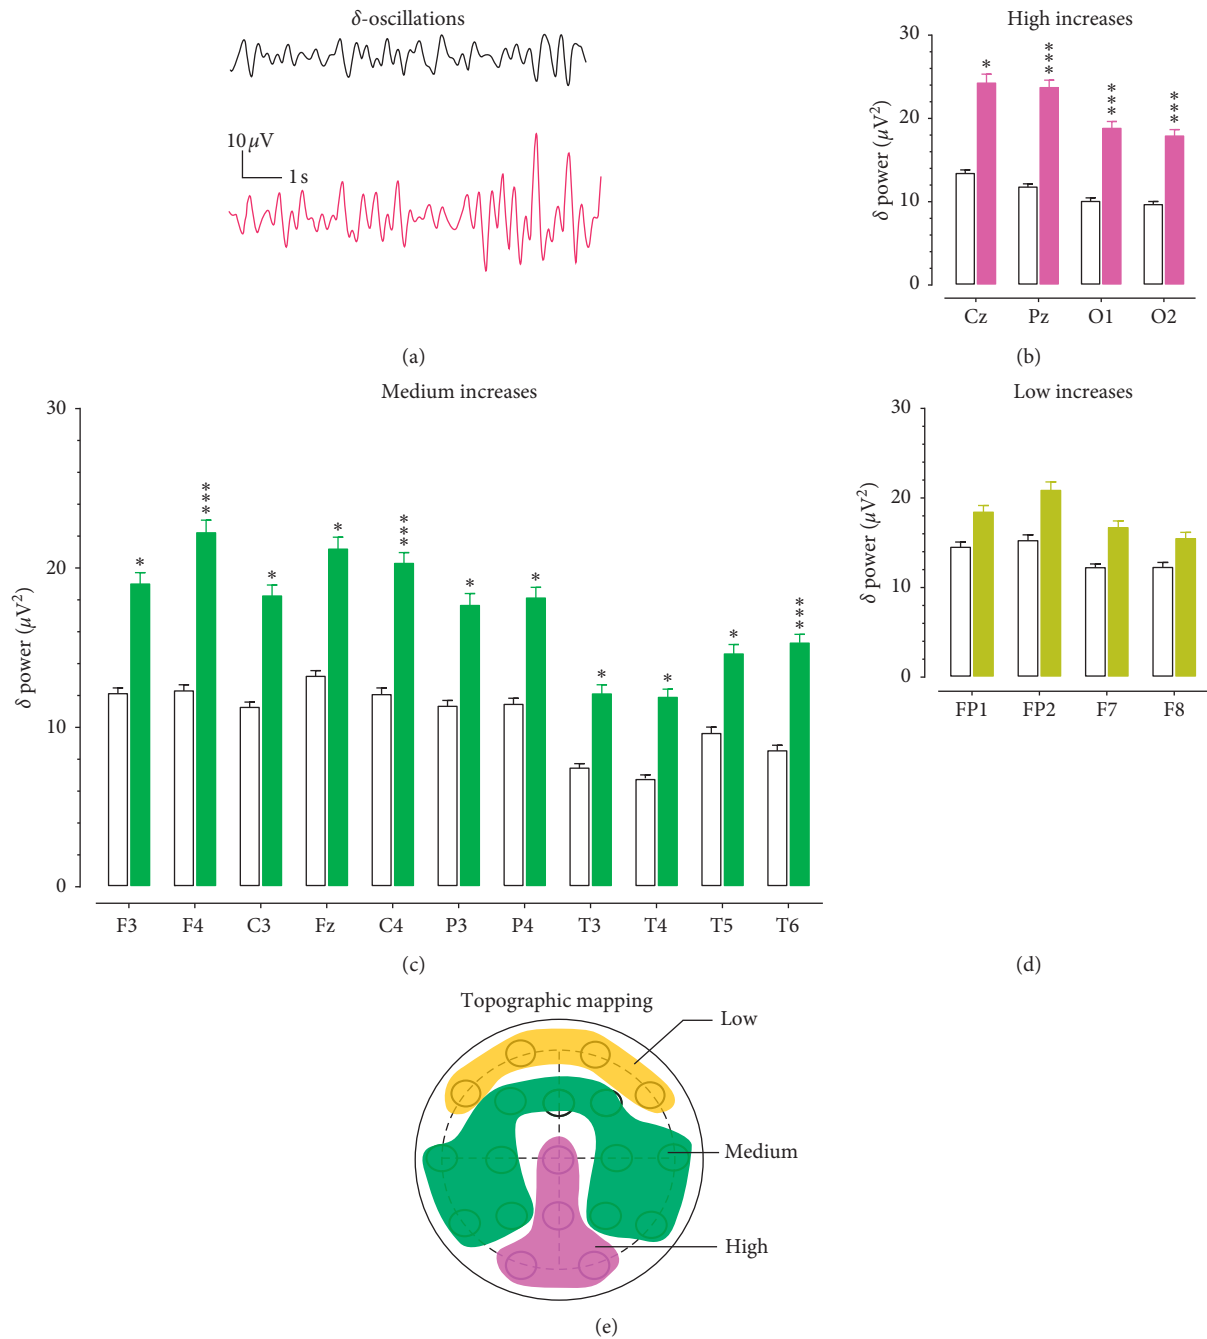 δ-oscillations
10 μV
1 s
(a)
High increases
δ power (μV²)
30
20
10
0
*
***
***
***
Cz Pz O1 O2
(b)
Medium increases
δ power (μV²)
30
20
10
0
*
***
*
*
***
*
*
*
*
*
***
F3 F4 C3 Fz C4 P3 P4 T3 T4 T5 T6
(c)
Low increases
δ power (μV²)
30
20
10
0
FP1 FP2 F7 F8
(d)
Topographic mapping
Low
Medium
High
(e)